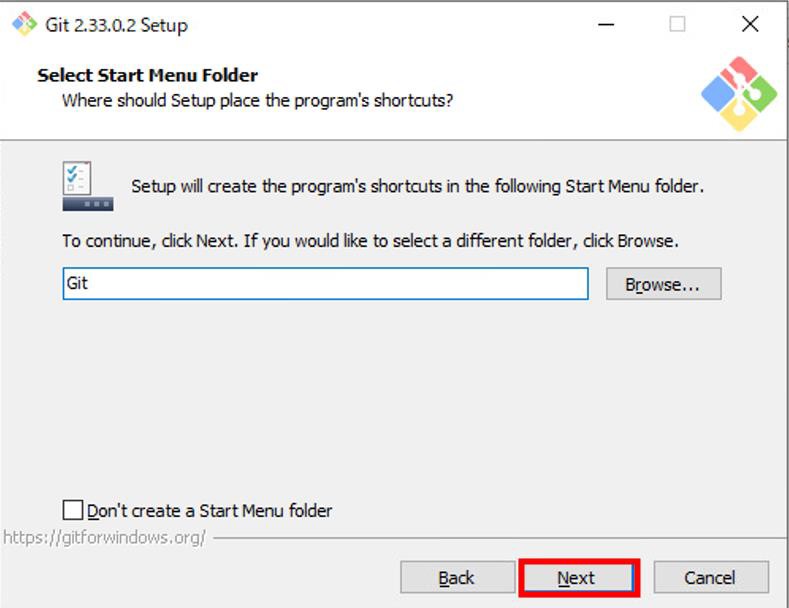 Git 2.33.0.2 Setup
Select Start Menu Folder
Where should Setup place the program's shortcuts?
Setup will create the program's shortcuts in the following Start Menu folder.
To continue, click Next. If you would like to select a different folder, click Browse.
Git
Browse...
Don't create a Start Menu folder
https://gitforwindows.org/
Back
Next
Cancel